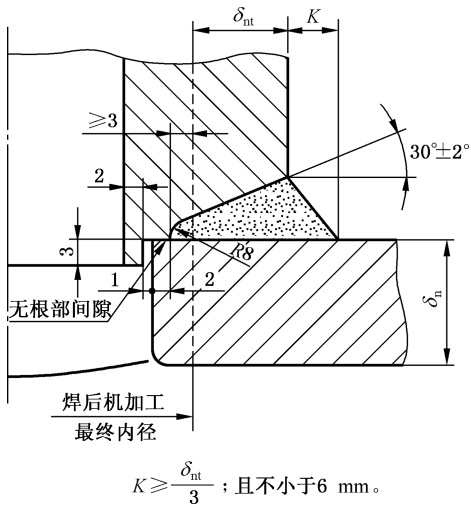 δnt
K
≥3
30°±2°
2
3
R8
1
2
无根部间隙
δn
焊后机加工
最终内径
K≥δnt/3；且不小于6 mm。